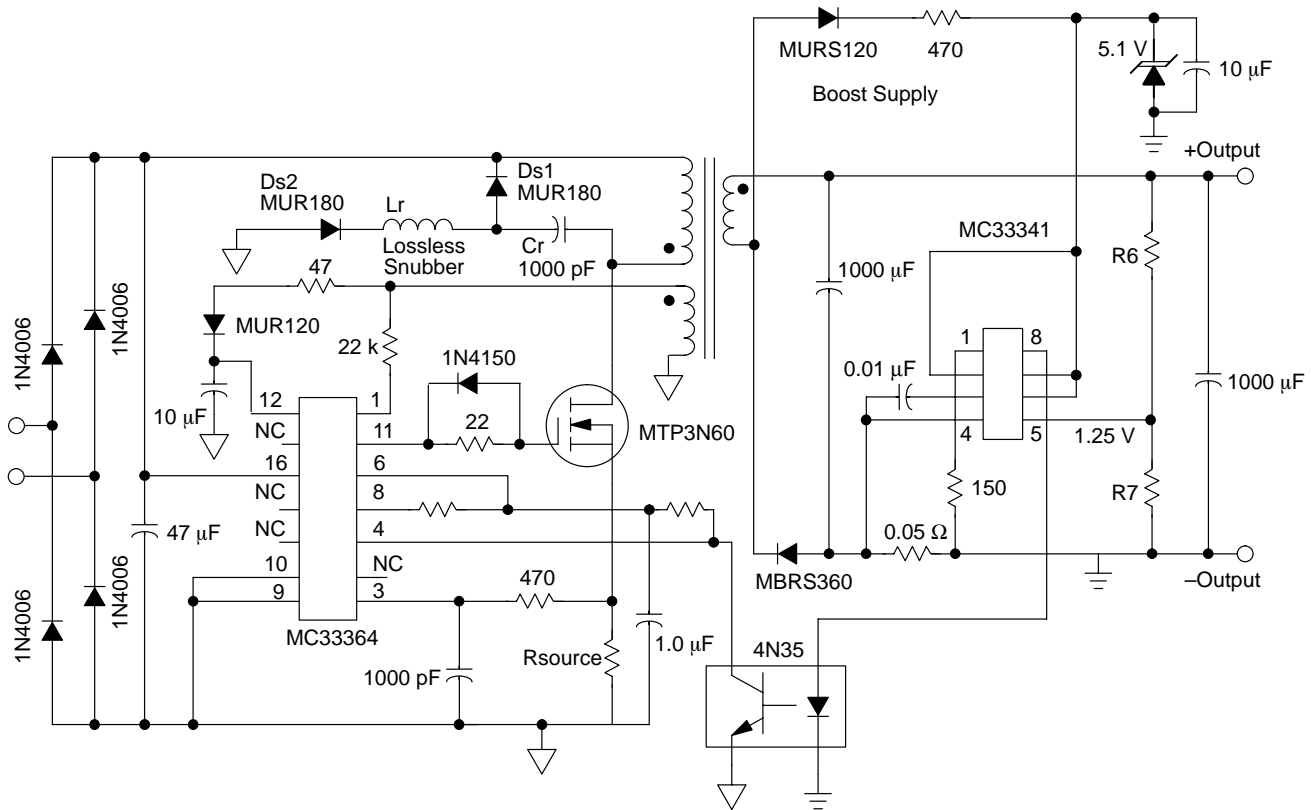 MURS120
470
5.1 V
10 µF
Boost Supply
+Output
Ds2
MUR180
Lr
Lossless
Snubber
Ds1
MUR180
Cr
1000 pF
MC33341
R6
1000 µF
47
MUR120
22 k
1N4150
1N4006
1N4006
10 µF
12
1
NC
11
22
MTP3N60
16
6
NC
8
NC
4
10
NC
9
3
47 µF
470
MC33364
Rsource
1000 pF
1.0 µF
1N4006
1N4006
0.01 µF
1
8
4
5
1.25 V
1000 µF
150
R7
0.05 Ω
MBRS360
–Output
4N35